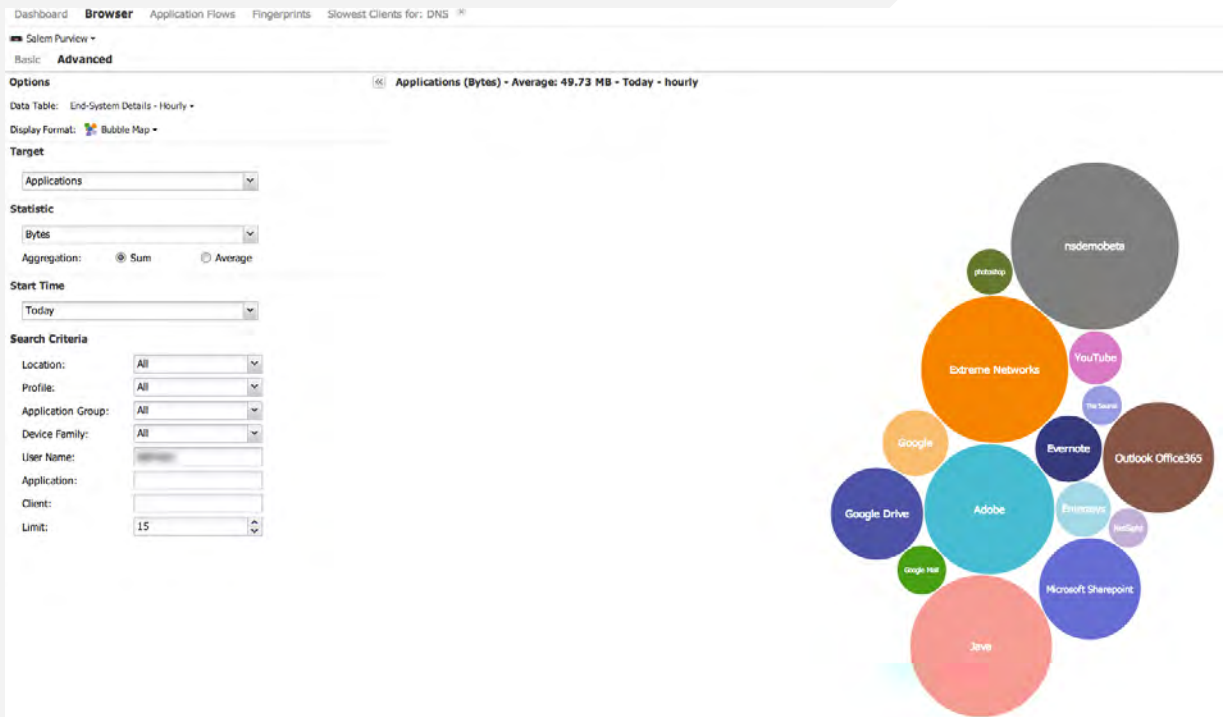 Dashboard Browser Application Flows Fingerprints Slowest Clients for: DNS
Salem Purview
Basic Advanced
Options
« Applications (Bytes) - Average: 49.73 MB - Today - hourly
Data Table: End-System Details - Hourly
Display Format: Bubble Map
Target
Applications
Statistic
Bytes
Aggregation: Sum Average
Start Time
Today
Search Criteria
Location: All
Profile: All
Application Group: All
Device Family: All
User Name:
Application:
Client:
Limit: 15
nsdemobeta
photoshop
Extreme Networks
YouTube
The Source
Google
Evernote
Outlook Office365
Google Drive
Adobe
Enterasys
NetSight
Google Mail
Microsoft Sharepoint
Java